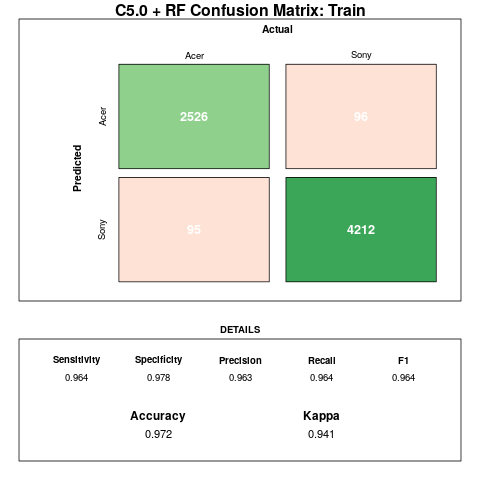 C5.0 + RF Confusion Matrix: Train
Actual
Acer Sony
Predicted
Acer 2526 96
Sony 95 4212
DETAILS
Sensitivity Specificity Precision Recall F1
0.964 0.978 0.963 0.964 0.964
Accuracy Kappa
0.972 0.941